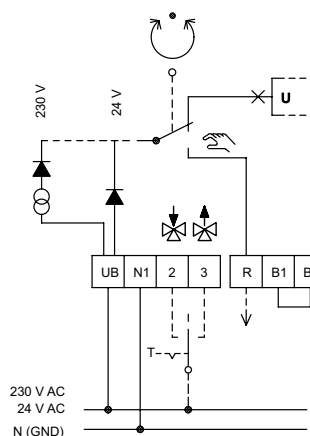 230 V
24 V
U
UB N1 2 3 R B1 B
T
230 V AC
24 V AC
N (GND)